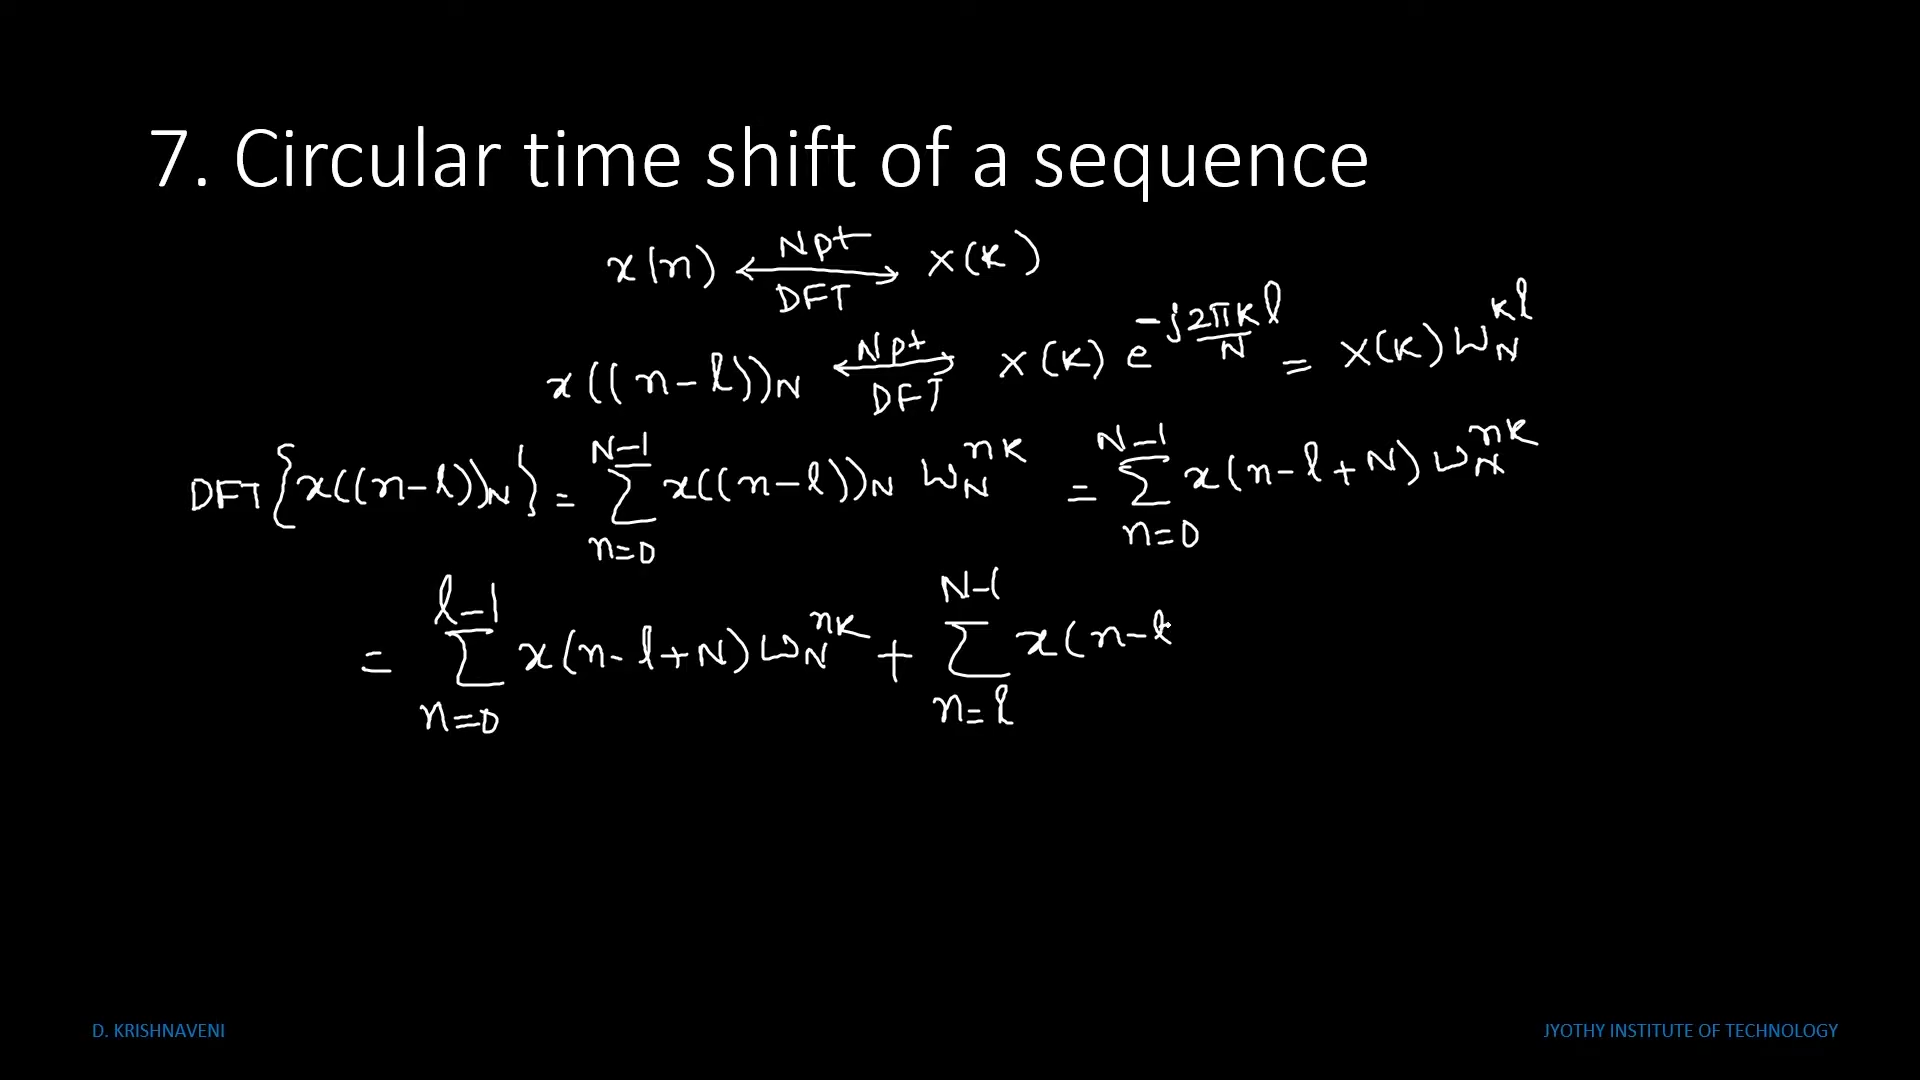 7. Circular time shift of a sequence
x(n) ⟷ Npt DFT X(K)
x((n-l))N ⟷ Npt DFT X(K) e^(-j2πKl/N) = X(K) W_N^Kl
DFT{x((n-l))N} = Σ_{n=0}^{N-1} x((n-l))N W_N^nK = Σ_{n=0}^{N-1} x(n-l+N) W_N^nK
= Σ_{n=0}^{l-1} x(n-l+N) W_N^nK + Σ_{n=l}^{N-1} x(n-l
D. KRISHNAVENI
JYOTHY INSTITUTE OF TECHNOLOGY